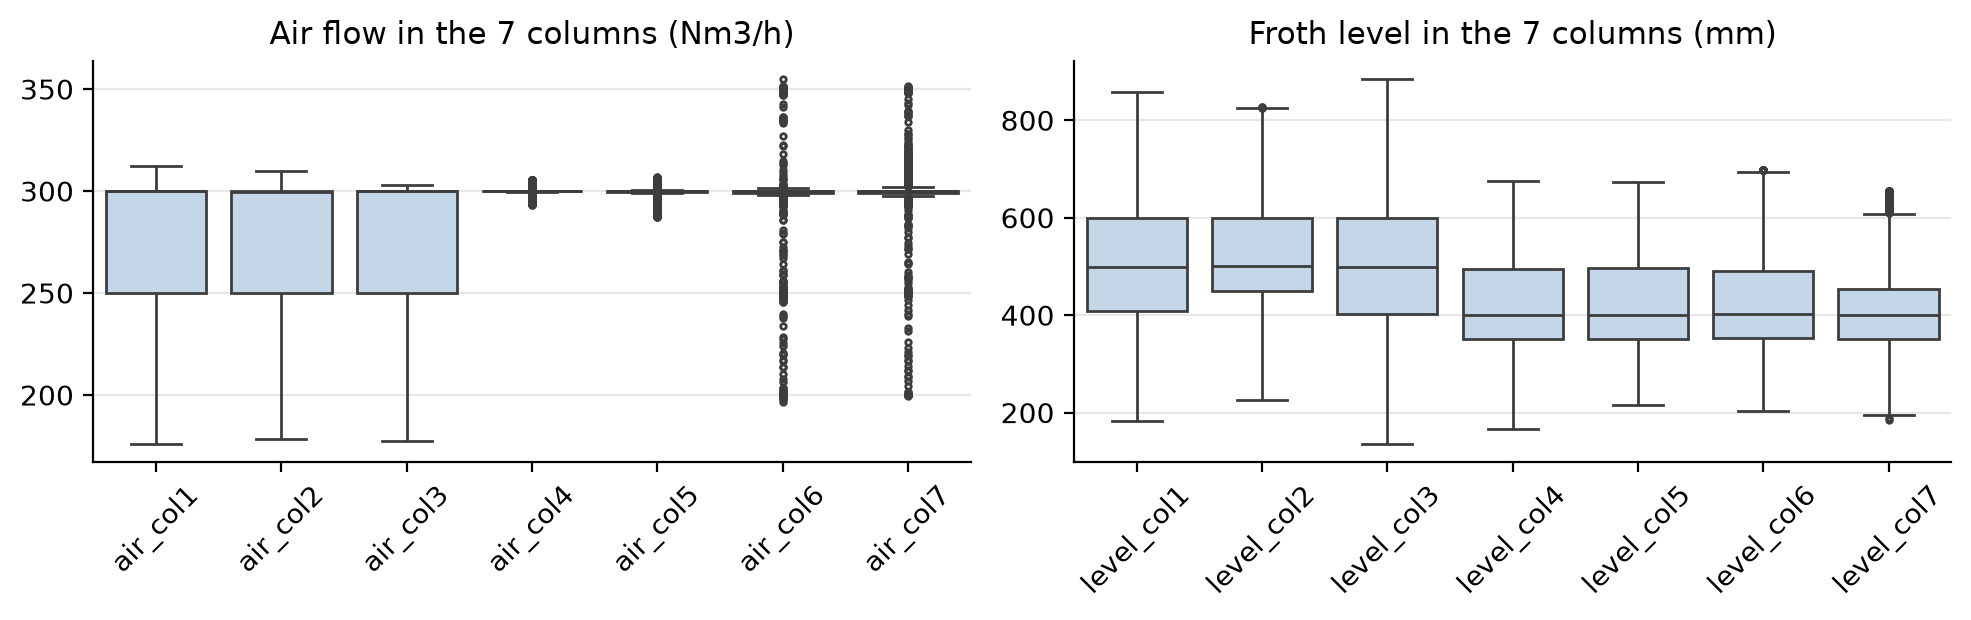 Air flow in the 7 columns (Nm3/h)
350
300
250
200
air_col1
air_col2
air_col3
air_col4
air_col5
air_col6
air_col7
Froth level in the 7 columns (mm)
800
600
400
200
level_col1
level_col2
level_col3
level_col4
level_col5
level_col6
level_col7